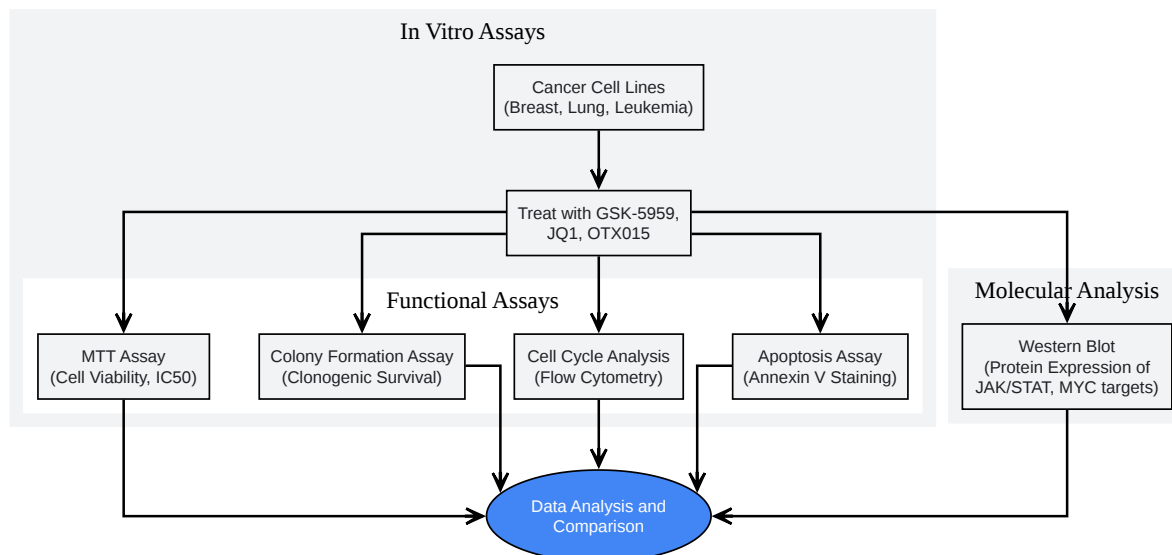 In Vitro Assays
Cancer Cell Lines
(Breast, Lung, Leukemia)
Treat with GSK-5959,
JQ1, OTX015
Functional Assays
Molecular Analysis
MTT Assay
(Cell Viability, IC50)
Colony Formation Assay
(Clonogenic Survival)
Cell Cycle Analysis
(Flow Cytometry)
Apoptosis Assay
(Annexin V Staining)
Western Blot
(Protein Expression of
JAK/STAT, MYC targets)
Data Analysis and
Comparison